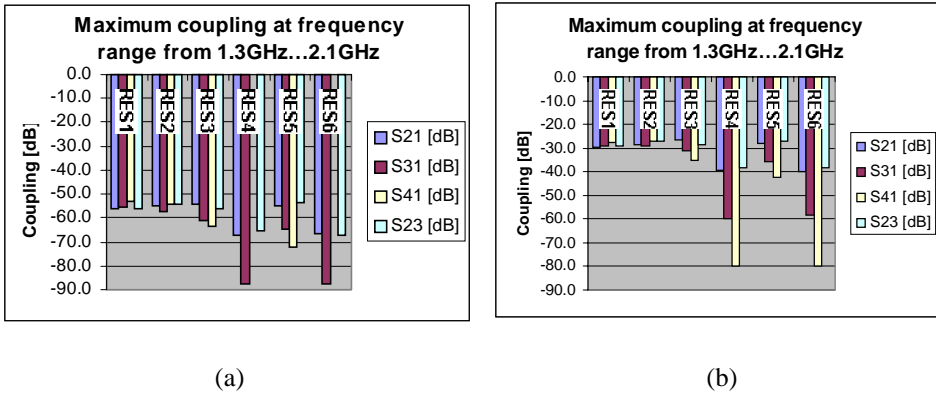 Maximum coupling at frequency
range from 1.3GHz...2.1GHz
0.0
-10.0
-20.0
-30.0
-40.0
-50.0
-60.0
-70.0
-80.0
-90.0
Coupling [dB]
RES1
RES2
RES3
RES4
RES5
RES6
S21 [dB]
S31 [dB]
S41 [dB]
S23 [dB]
(a)
Maximum coupling at frequency
range from 1.3GHz...2.1GHz
0.0
-10.0
-20.0
-30.0
-40.0
-50.0
-60.0
-70.0
-80.0
-90.0
Coupling [dB]
RES1
RES2
RES3
RES4
RES5
RES6
S21 [dB]
S31 [dB]
S41 [dB]
S23 [dB]
(b)